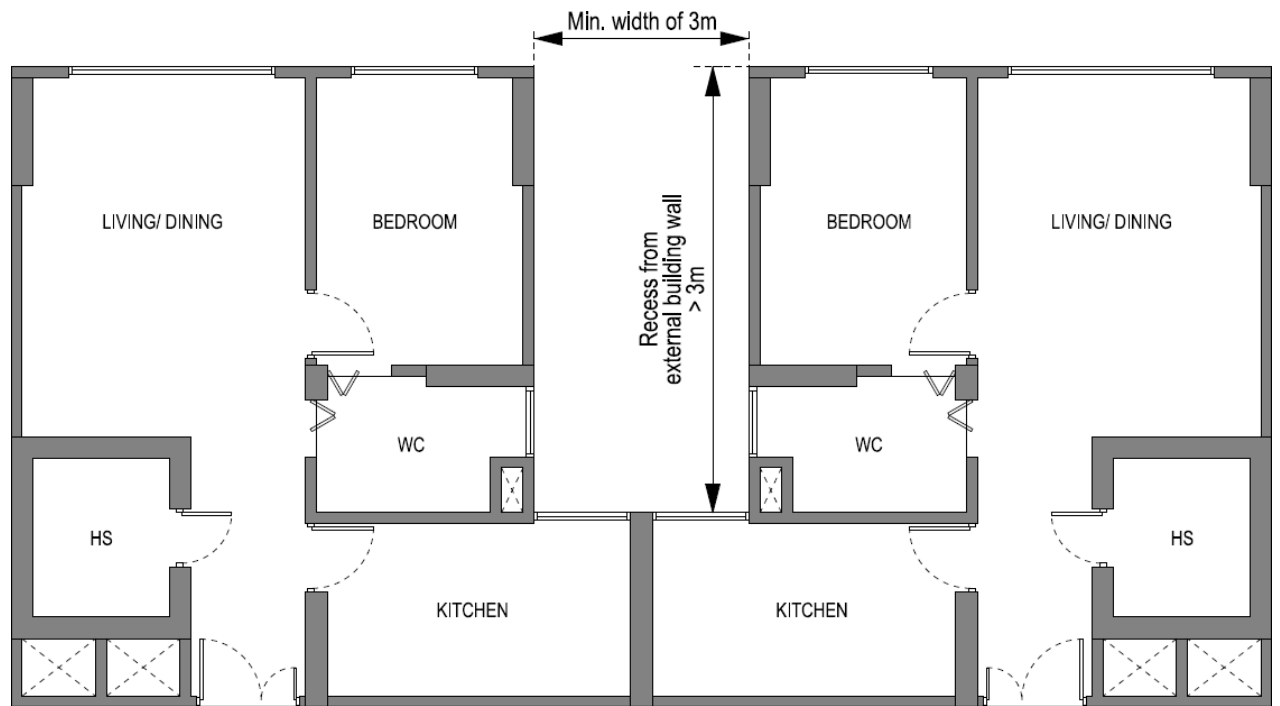 Min. width of 3m
LIVING/ DINING
BEDROOM
Recess from
external building wall
> 3m
BEDROOM
LIVING/ DINING
WC
WC
HS
HS
KITCHEN
KITCHEN